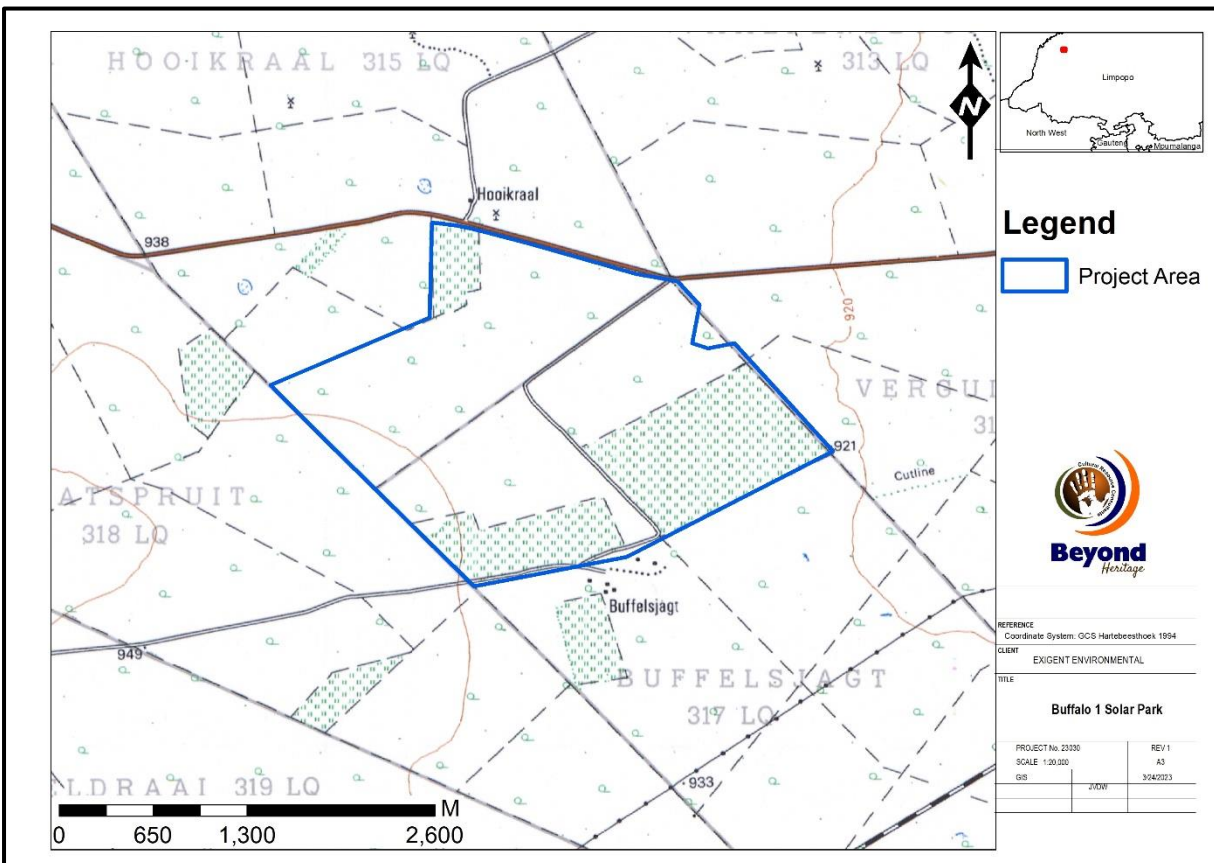 HOOIKRAAL 315 LQ
313 LQ
Hooikraal
938
920
VERGU
31
921
Cutline
ATSPRUIT
318 LQ
Buffelsjagt
949
BUFFELSJAGT
317 LQ
933
LDRAAI 319 LQ
M
0 650 1,300 2,600
N
Limpopo
North West
Gauteng
Mpumalanga
Legend
Project Area
Beyond
Heritage
REFERENCE
Coordinate System: GCS Hartebeesthoek 1994
CLIENT
EXIGENT ENVIRONMENTAL
TITLE
Buffalo 1 Solar Park
PROJECT No. 23030 REV 1
SCALE 1:20,000 A3
GIS 3/24/2023
JVDW